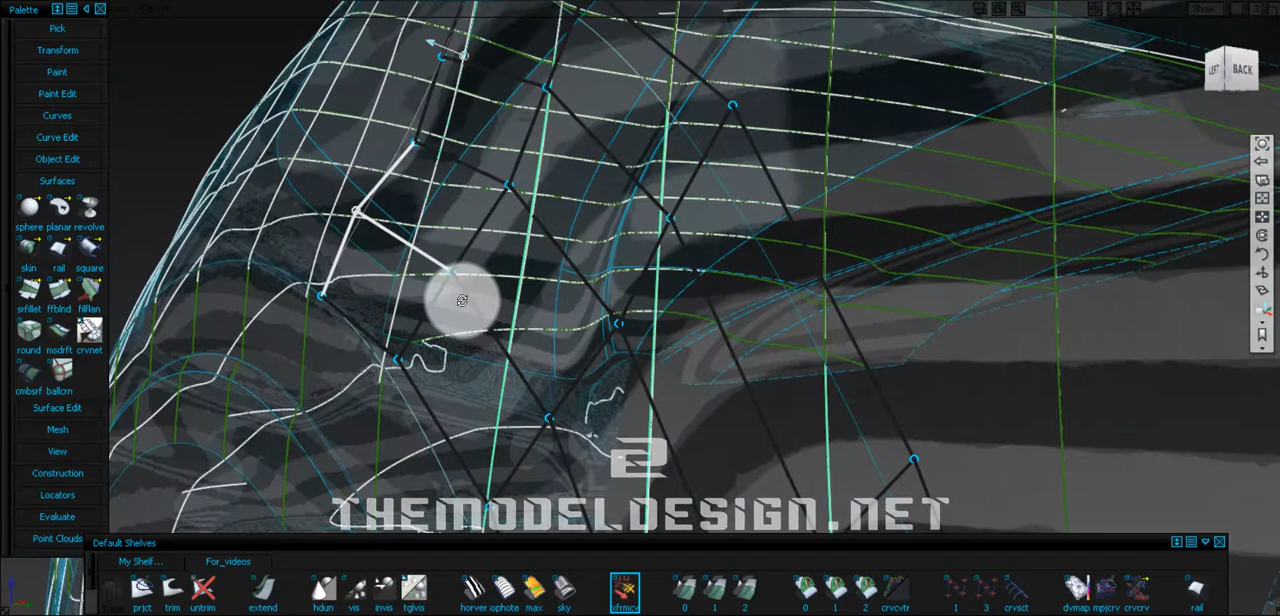 Palette
Pick
Transform
Paint
Paint Edit
Curves
Curve Edit
Object Edit
Surfaces
sphere planar revolve
skin rail square
srfillet ffblnd filflan
round msdrft crvnet
cmbsrf ballcrn
Surface Edit
Mesh
View
Construction
Locators
Evaluate
Point Clouds
Show
3
LEFT BACK
THEMODELDESIGN.NET
Default Shelves
My Shelf... For_videos
prjct trim untrim extend hdun vis invis tglvis horver max sky xfrmcv 0 1 2 0 1 2 crvcvtr 1 3 crvsct dvmap mpjcrv crvcrv rail